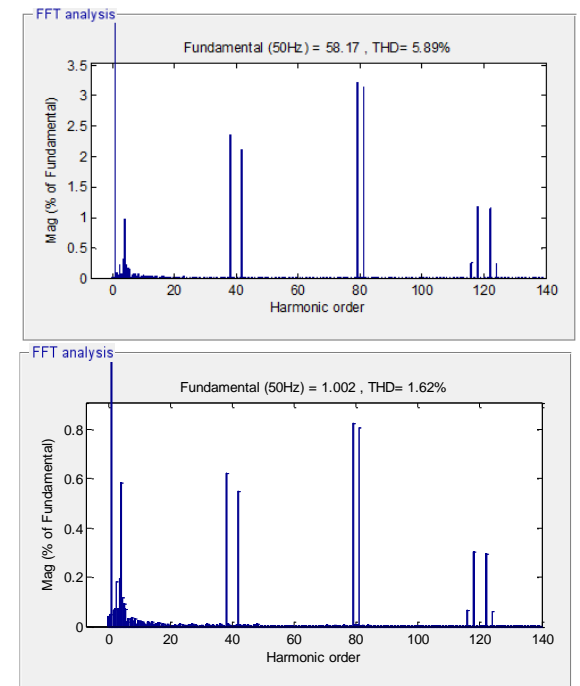 FFT analysis
Fundamental (50Hz) = 58.17 , THD= 5.89%
3.5
3
2.5
2
1.5
1
0.5
0
Mag (% of Fundamental)
0 20 40 60 80 100 120 140
Harmonic order
FFT analysis
Fundamental (50Hz) = 1.002 , THD= 1.62%
0.8
0.6
0.4
0.2
0
Mag (% of Fundamental)
0 20 40 60 80 100 120 140
Harmonic order